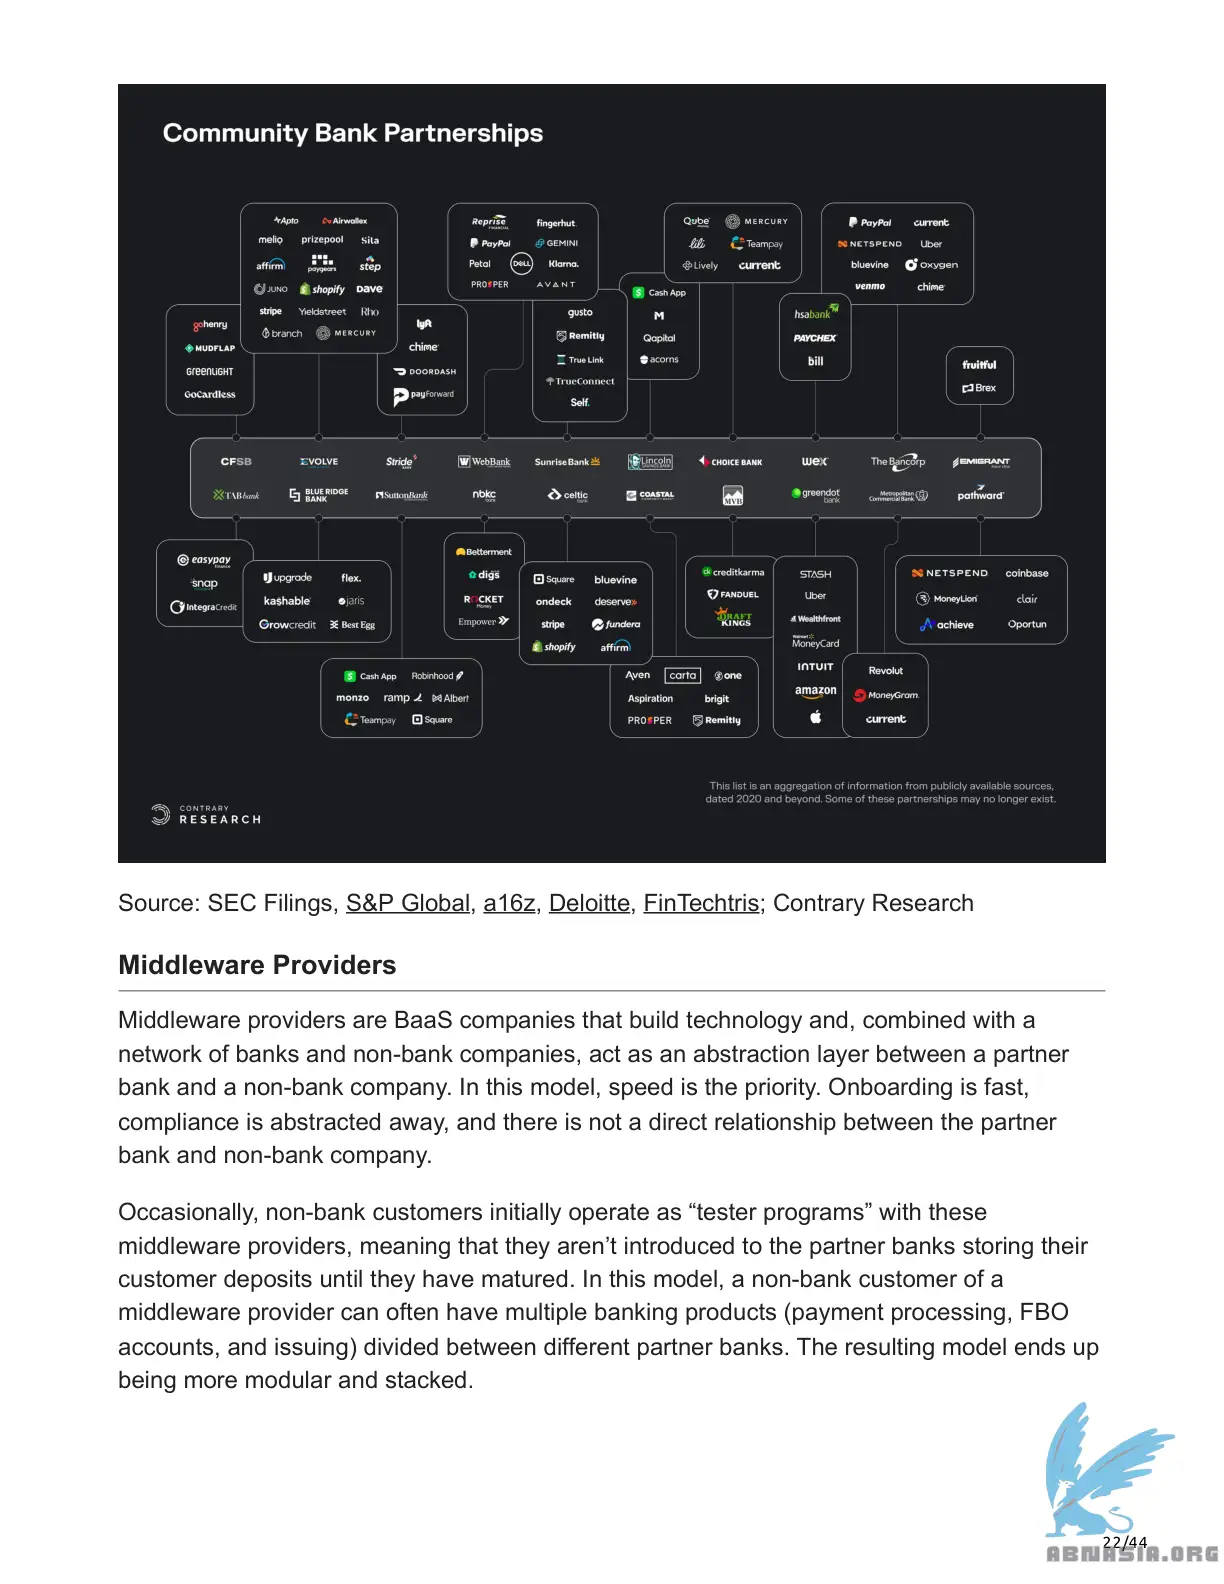 Community Bank Partnerships
Apto Airwallex
melio prizepool Sila
affirm paygears step
JUNO shopify DAVE
stripe Yieldstreet Rho
branch MERCURY
Reprise FINANCIAL fingerhut
PayPal GEMINI
Petal DELL Klarna.
PROSPER AVANT
Qube money MERCURY
lili Teampay
Lively current
PayPal current
NETSPEND Uber
bluevine oxygen
venmo chime
gohenry
MUDFLAP
GREENLIGHT
GoCardless
lyft
chime
DOORDASH
payForward
gusto
Remitly
True Link
TrueConnect
Self.
Cash App
M
Qapital
acorns
hsabank
PAYCHEX
bill
fruitful
Brex
CFSB EVOLVE Stride BANK WebBank Sunrise Bank Lincoln SAVINGS BANK CHOICE BANK wex The Bancorp EMIGRANT
TAB bank BLUE RIDGE BANK Sutton Bank nbkc bank celtic bank COASTAL MVB greendot bank Metropolitan Commercial Bank pathward
easypay finance
snap
IntegraCredit
upgrade flex.
kashable jaris
Growcredit Best Egg
Cash App Robinhood
monzo ramp Albert
Teampay Square
Betterment
digs
ROCKET Money
Empower
Square bluevine
ondeck deserve
stripe fundera
shopify affirm
Aven carta one
Aspiration brigit
PROSPER Remitly
creditkarma
FANDUEL
DRAFT KINGS
STASH
Uber
Wealthfront
Walmart MoneyCard
INTUIT
amazon
Revolut
MoneyGram.
current
NETSPEND coinbase
MoneyLion clair
achieve Oportun
This list is an aggregation of information from publicly available sources,
dated 2020 and beyond. Some of these partnerships may no longer exist.
CONTRARY
RESEARCH
Source: SEC Filings, S&P Global, a16z, Deloitte, FinTechtris; Contrary Research
Middleware Providers
Middleware providers are BaaS companies that build technology and, combined with a
network of banks and non-bank companies, act as an abstraction layer between a partner
bank and a non-bank company. In this model, speed is the priority. Onboarding is fast,
compliance is abstracted away, and there is not a direct relationship between the partner
bank and non-bank company.
Occasionally, non-bank customers initially operate as “tester programs” with these
middleware providers, meaning that they aren’t introduced to the partner banks storing their
customer deposits until they have matured. In this model, a non-bank customer of a
middleware provider can often have multiple banking products (payment processing, FBO
accounts, and issuing) divided between different partner banks. The resulting model ends up
being more modular and stacked.
22/44
ABNASIA.ORG